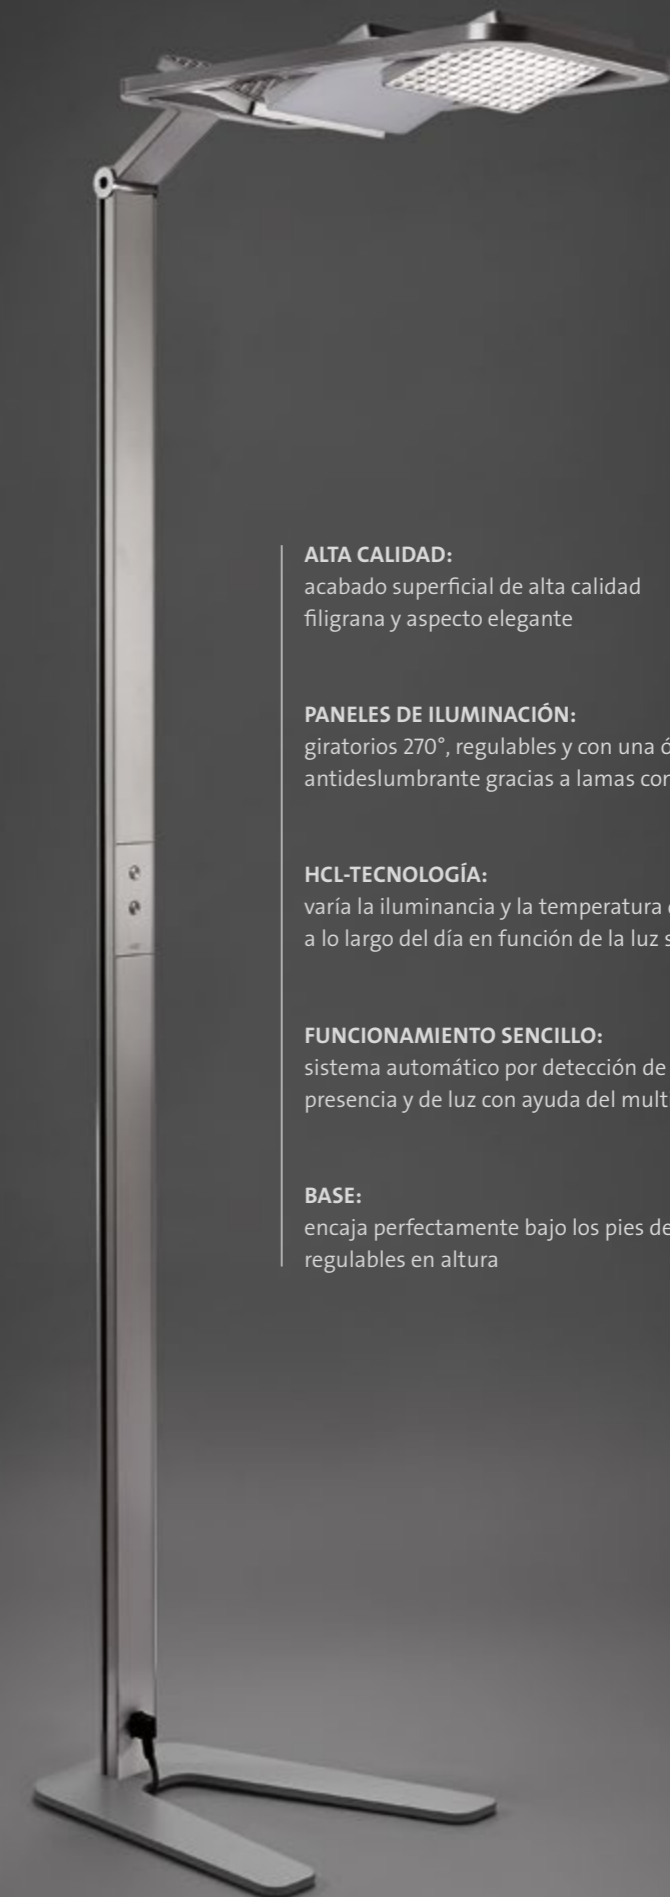 ALTA CALIDAD:
acabado superficial de alta calidad
filigrana y aspecto elegante
PANELES DE ILUMINACIÓN:
giratorios 270°, regulables y con una
antideslumbrante gracias a lamas
HCL-TECNOLOGÍA:
varía la iluminancia y la temperatura
a lo largo del día en función de la luz
FUNCIONAMIENTO SENCILLO:
sistema automático por detección de
presencia y de luz con ayuda del
BASE:
encaja perfectamente bajo los pies
regulables en altura